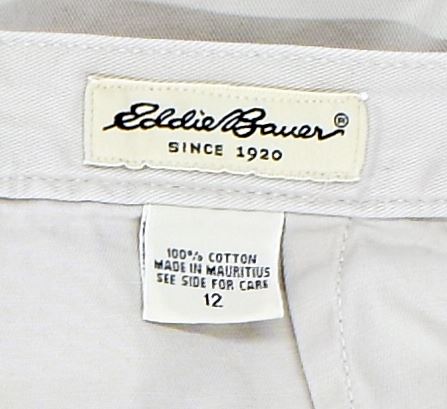 Eddie Bauer®
SINCE 1920
100% COTTON
MADE IN MAURITIUS
SEE SIDE FOR CARE
12